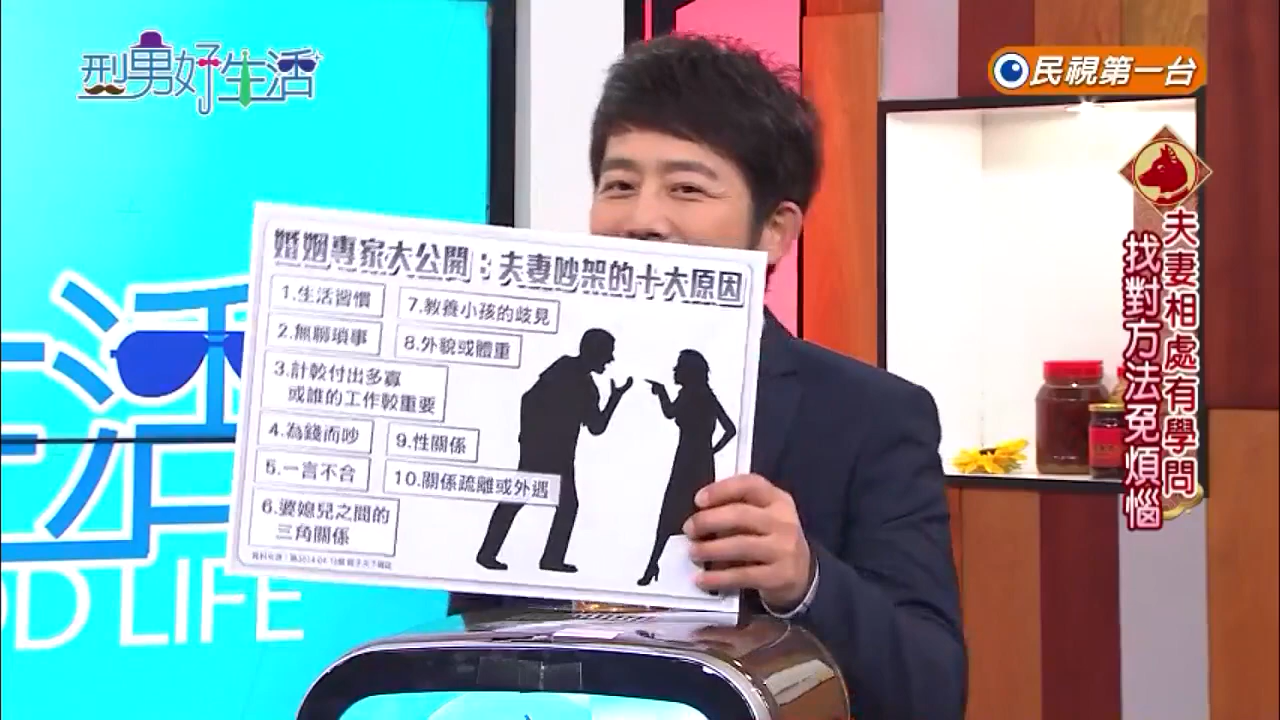 型男好生活
民視第一台
夫妻相處有學問
找對方法免煩惱
婚姻專家大公開：夫妻吵架的十大原因
1.生活習慣
2.無聊瑣事
3.計較付出多寡
或誰的工作較重要
4.為錢而吵
5.一言不合
6.婆媳兒之間的
三角關係
7.教養小孩的歧見
8.外貌或體重
9.性關係
10.關係疏離或外遇
生活
OD LIFE